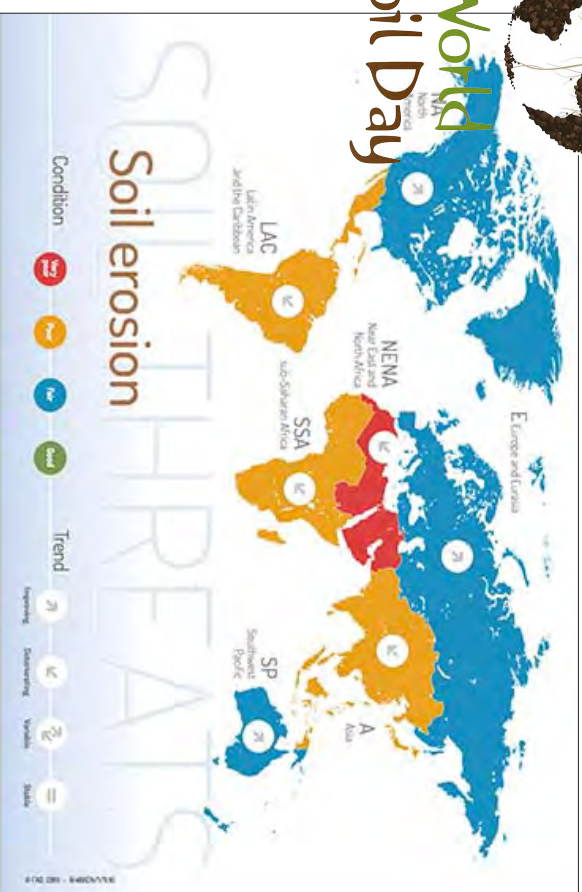 World
Soil Day
NA
North
America
E Europe and Eurasia
NENA
Near East and
North Africa
LAC
Latin America
and the Caribbean
SSA
sub-Saharan Africa
A
Asia
SP
Southwest
Pacific
SOIL THREATS
Soil erosion
Condition
Very
poor
Poor
Fair
Good
Trend
Improving
Deteriorating
Variable
Stable